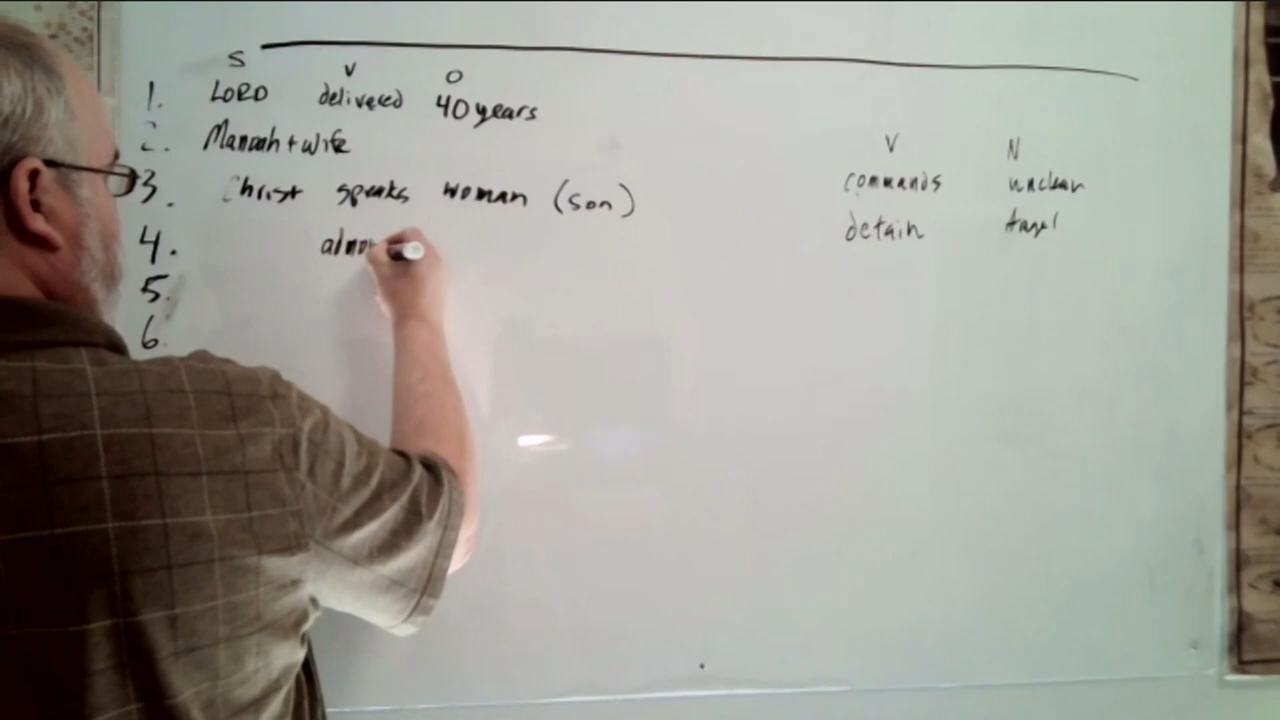 S V O
1. LORD delivered 40 years
2. Manoah + wife
V N
3. Christ speaks woman (son) commands unclean
4. admo detain
5.
6.